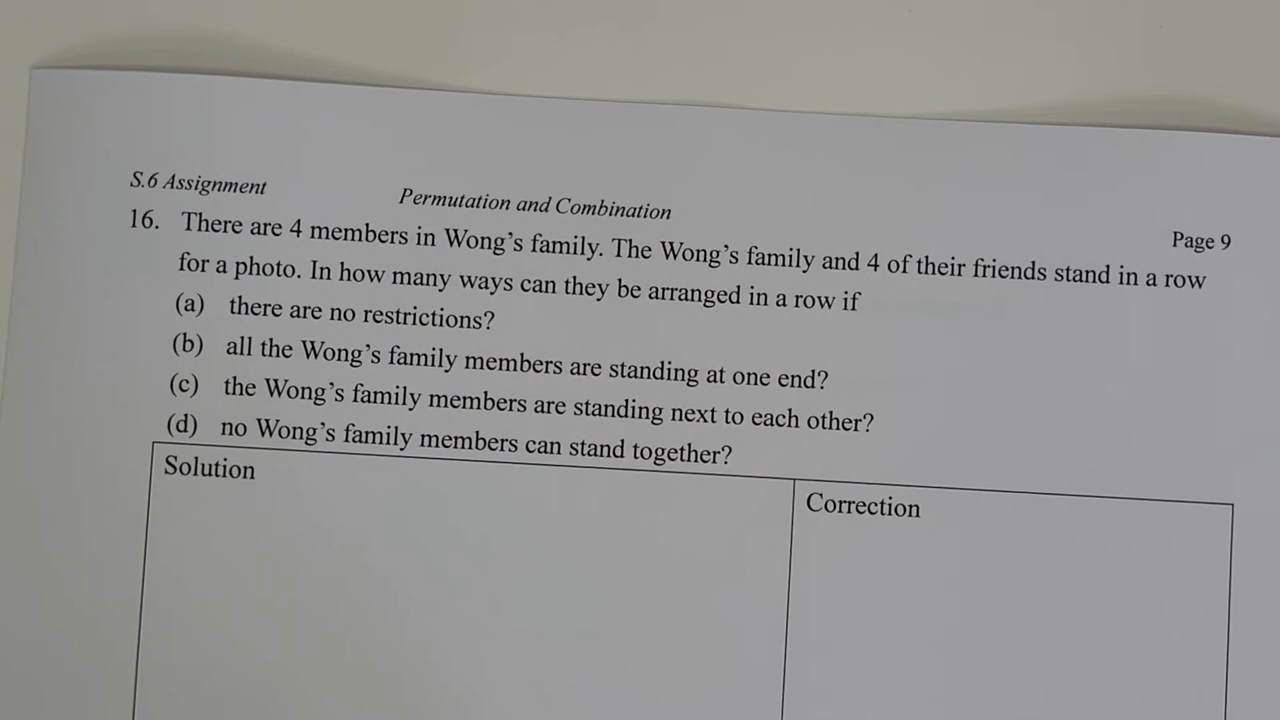 S.6 Assignment Permutation and Combination Page 9
16. There are 4 members in Wong’s family. The Wong’s family and 4 of their friends stand in a row
for a photo. In how many ways can they be arranged in a row if
(a) there are no restrictions?
(b) all the Wong’s family members are standing at one end?
(c) the Wong’s family members are standing next to each other?
(d) no Wong’s family members can stand together?
Solution Correction